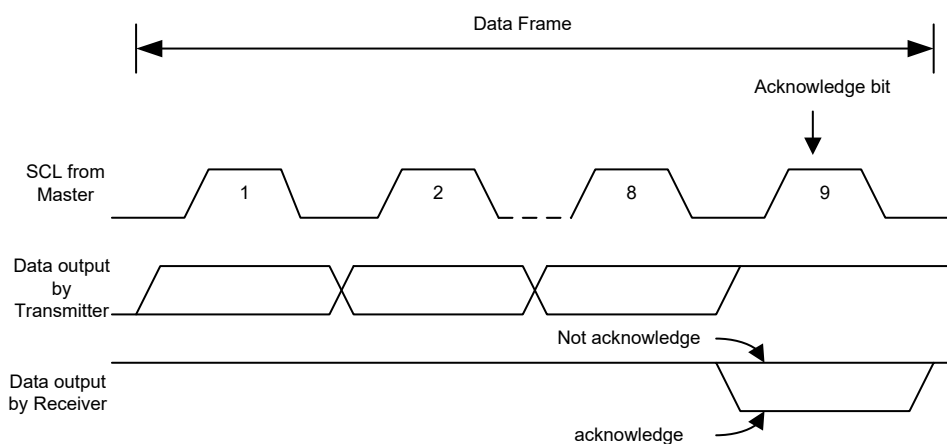 Data Frame
Acknowledge bit
SCL from
Master
1
2
8
9
Data output
by
Transmitter
Not acknowledge
Data output
by Receiver
acknowledge